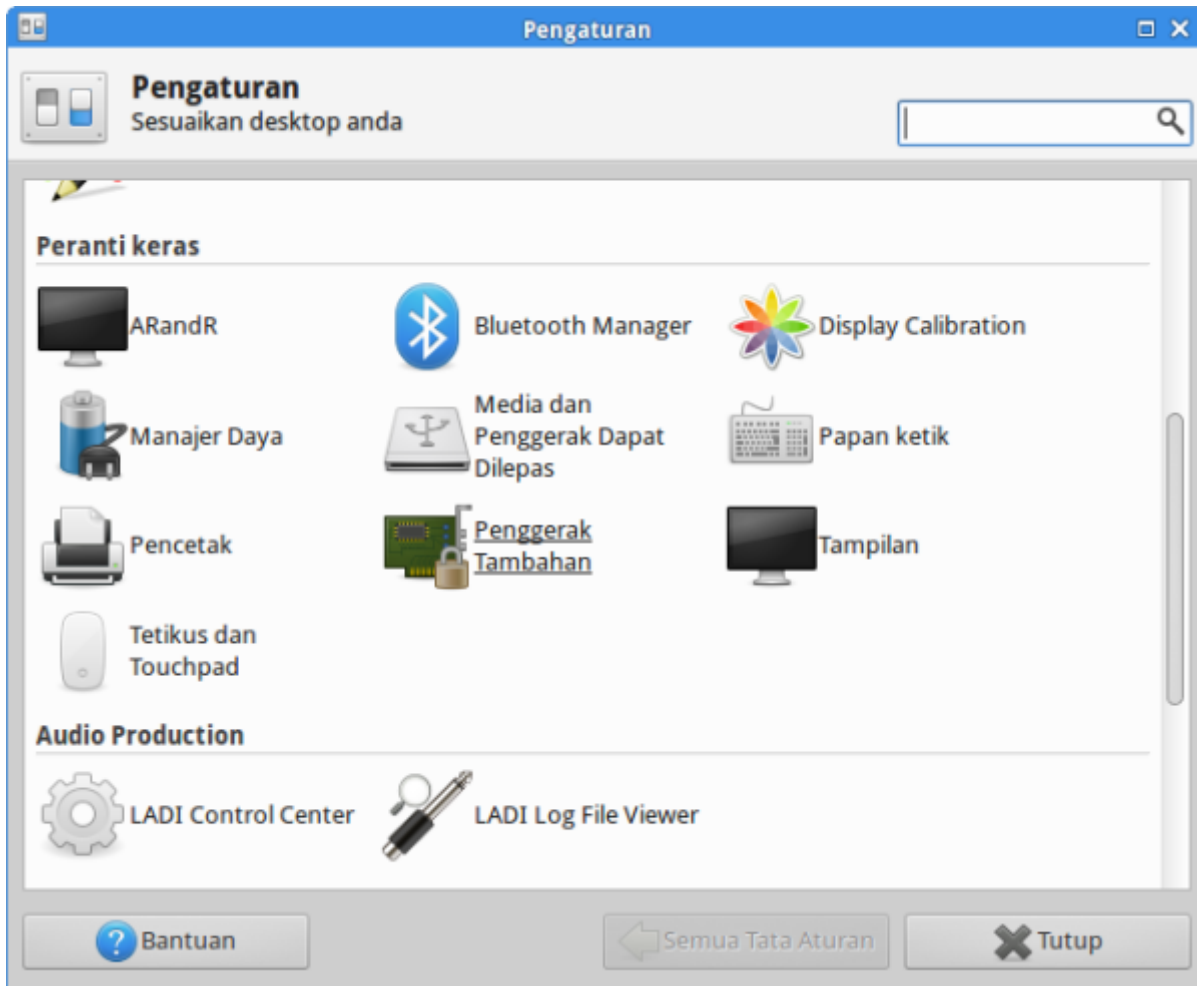 Pengaturan
Pengaturan
Sesuaikan desktop anda
Peranti keras
ARandR
Bluetooth Manager
Display Calibration
Manajer Daya
Media dan
Penggerak Dapat
Dilepas
Papan ketik
Pencetak
Penggerak
Tambahan
Tampilan
Tetikus dan
Touchpad
Audio Production
LADI Control Center
LADI Log File Viewer
Bantuan
Semua Tata Aturan
Tutup